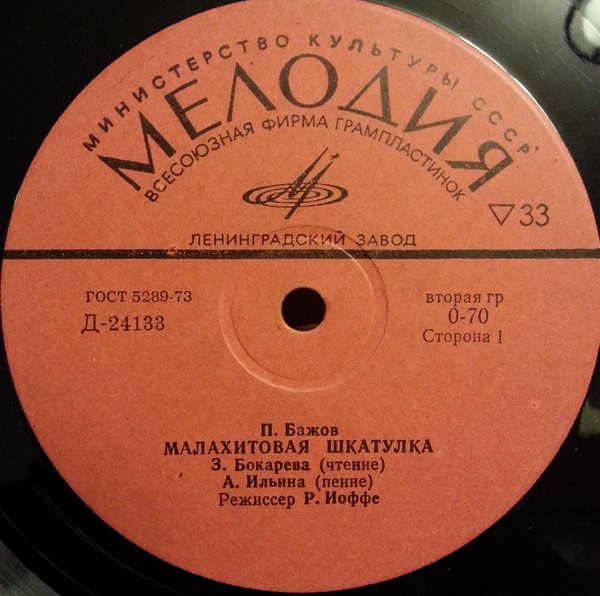 МИНИСТЕРСТВО КУЛЬТУРЫ СССР
МЕЛОДИЯ
ВСЕСОЮЗНАЯ ФИРМА ГРАМПЛАСТИНОК
▽33
ЛЕНИНГРАДСКИЙ ЗАВОД
ГОСТ 5289-73
Д-24133
вторая гр
0-70
Сторона 1
П. Бажов
МАЛАХИТОВАЯ ШКАТУЛКА
З. Бокарева (чтение)
А. Ильина (пение)
Режиссер Р. Иоффе